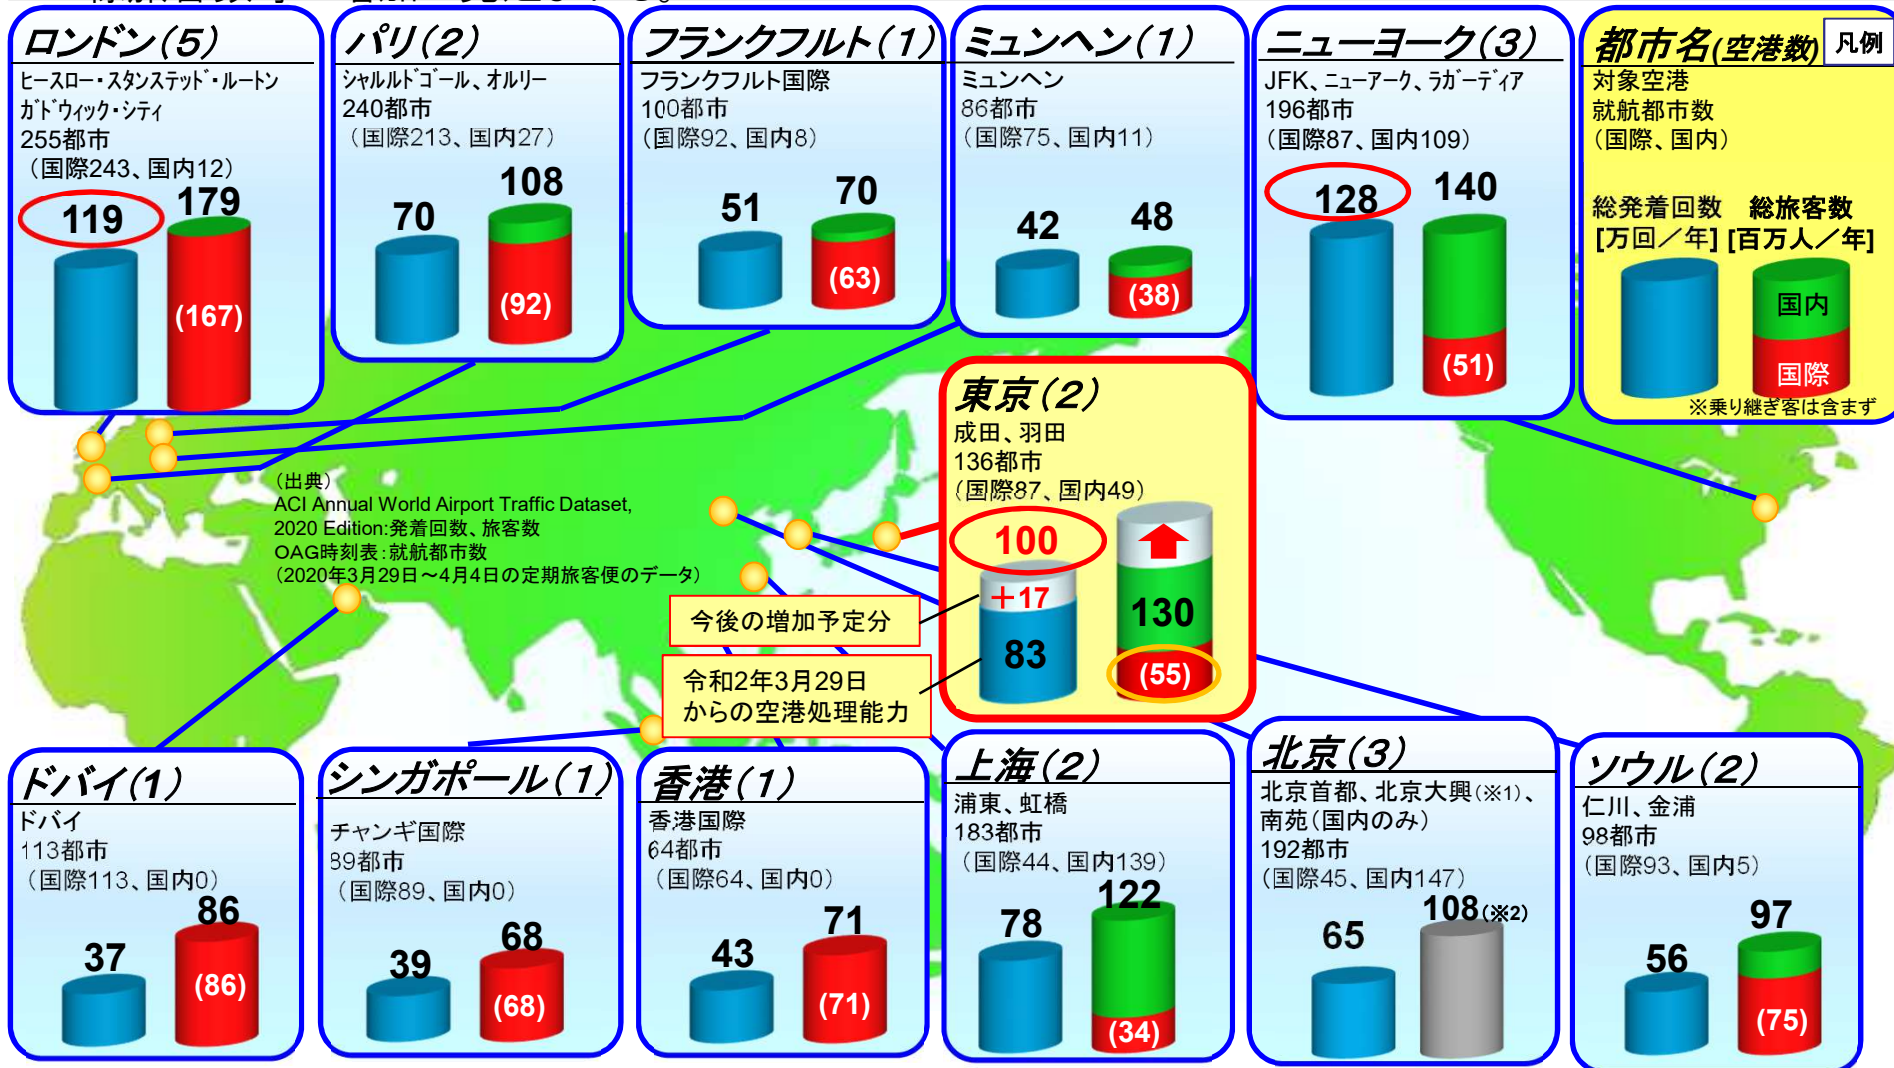 ロンドン(5)
ヒースロー・スタンステッド・ルートン
ガドウィック・シティ
255都市
(国際243、国内12)
119
179
(167)
パリ(2)
シャルルドゴール、オルリー
240都市
(国際213、国内27)
70
108
(92)
フランクフルト(1)
フランクフルト国際
100都市
(国際92、国内8)
51
70
(63)
ミュンヘン(1)
ミュンヘン
86都市
(国際75、国内11)
42
48
(38)
ニューヨーク(3)
JFK、ニューアーク、ラガーディア
196都市
(国際87、国内109)
128
140
(51)
都市名(空港数)
凡例
対象空港
就航都市数
(国際、国内)
総発着回数 総旅客数
[万回/年] [百万人/年]
国内
国際
※乗り継ぎ客は含まず
東京(2)
成田、羽田
136都市
(国際87、国内49)
100
+17
83
130
(55)
(出典)
ACI Annual World Airport Traffic Dataset,
2020 Edition:発着回数、旅客数
OAG時刻表:就航都市数
(2020年3月29日~4月4日の定期旅客便のデータ)
今後の増加予定分
令和2年3月29日
からの空港処理能力
ドバイ(1)
ドバイ
113都市
(国際113、国内0)
37
86
(86)
シンガポール(1)
チャンギ国際
89都市
(国際89、国内0)
39
68
(68)
香港(1)
香港国際
64都市
(国際64、国内0)
43
71
(71)
上海(2)
浦東、虹橋
183都市
(国際44、国内139)
78
122
(34)
北京(3)
北京首都、北京大興(※1)、
南苑(国内のみ)
192都市
(国際45、国内147)
65
108(※2)
ソウル(2)
仁川、金浦
98都市
(国際93、国内5)
56
97
(75)